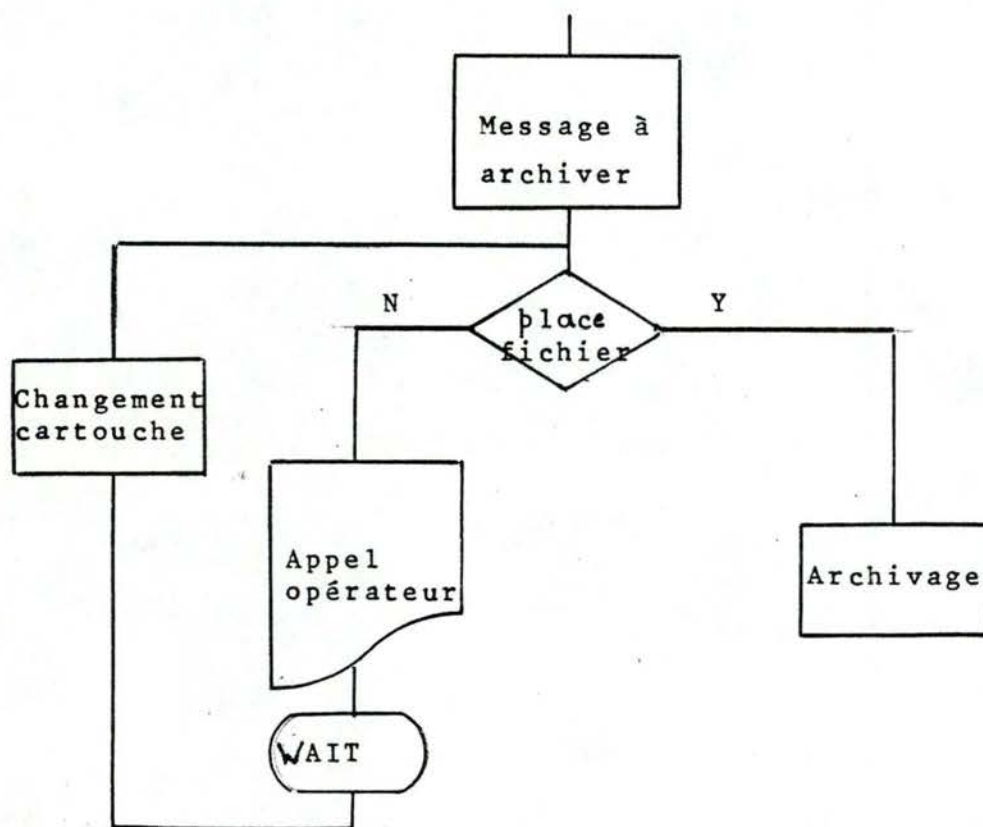 Message à
archiver
N
Y
place
fichier
Changement
cartouche
Appel
opérateur
Archivage
WAIT